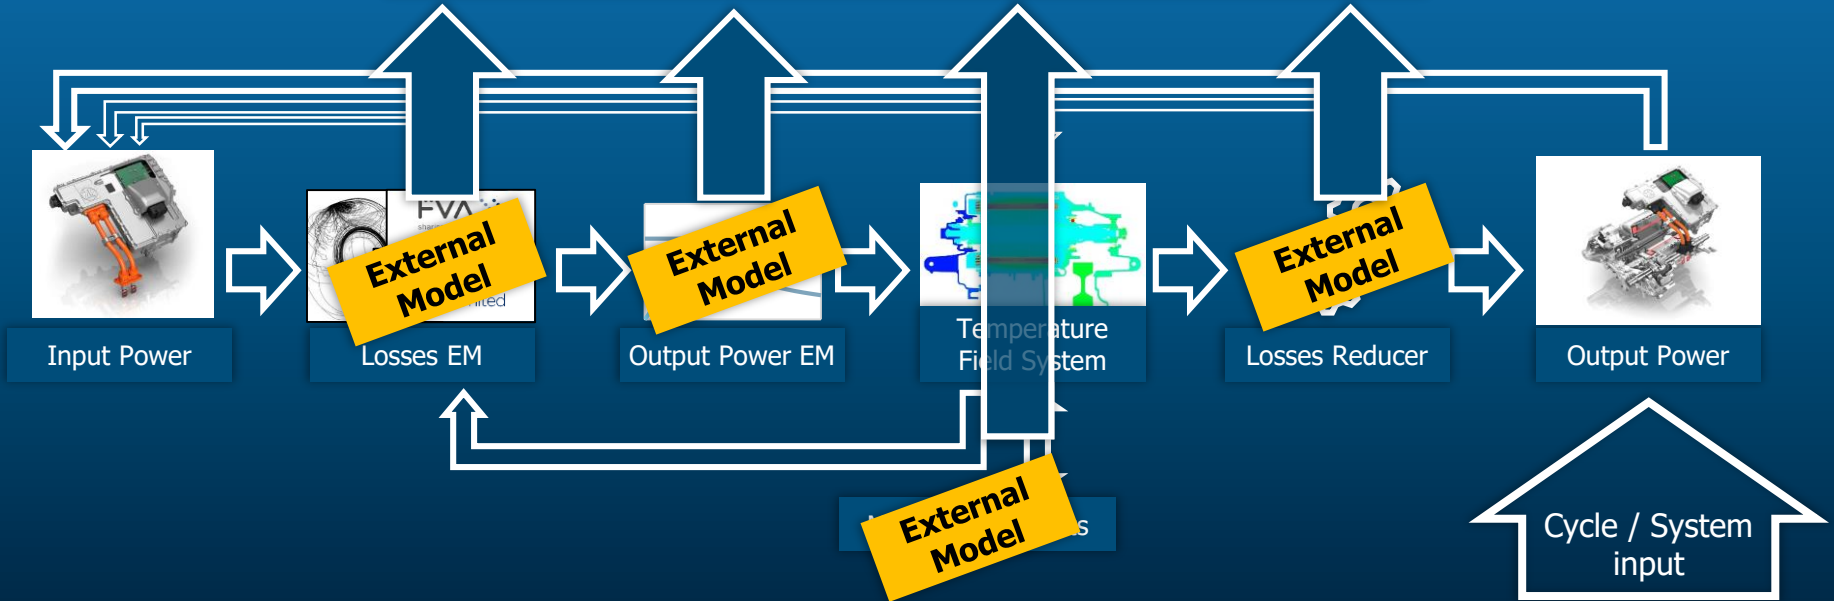 FVA
External
Model
External
Model
External
Model
Input Power
Losses EM
Output Power EM
Temperature
Field System
Losses Reducer
Output Power
External
Model
Cycle / System
input